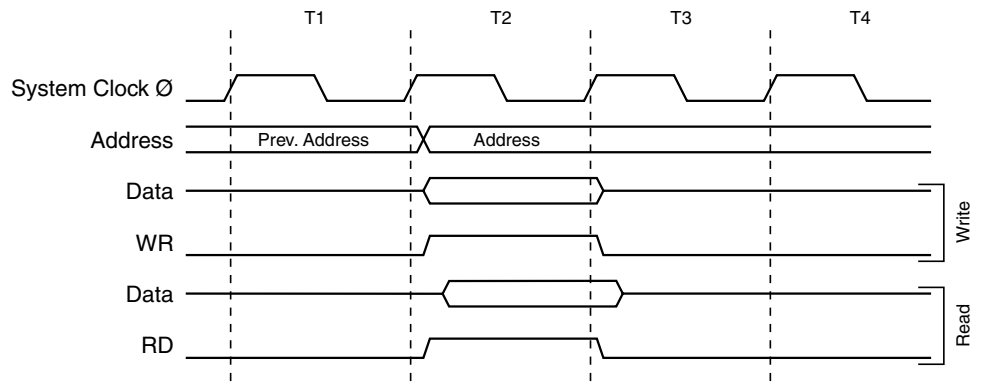 T1 T2 T3 T4
System Clock Ø
Address Prev. Address Address
Data
WR
Write
Data
RD
Read